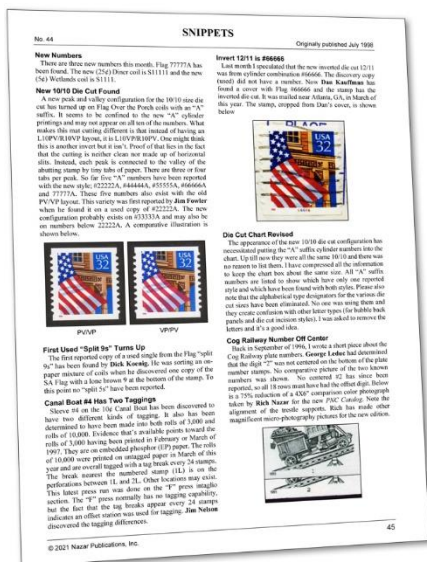 No. 44
SNIPPETS
Originally published July 1998
New Numbers
There are three new numbers this month. Flag 77777A has
been found. The new (25¢) Diner coil is S11111 and the new
(5¢) Wetlands coil is S1111.
New 10/10 Die Cut Found
A new peak and valley configuration for the 10/10 size die
cut has turned up on Flag Over the Porch coils with an "A"
suffix. It seems to be confined to the new "A" cylinder
printings and may not appear on all ten of the numbers. What
makes this mat cutting different is that instead of having an
L10PV/R10VP layout, it is L10VP/R10PV. One might think
this is another invert but it isn't. Proof of that lies in the fact
that the cutting is neither clean nor made up of horizontal
slits. Instead, each peak is connected to the valley of the
abutting stamp by tiny tabs of paper. There are three or four
tabs per peak. So far five "A" numbers have been reported
with the new style; #22222A, #44444A, #55555A, #66666A
and 77777A. These five numbers also exist with the old
PV/VP layout. This variety was first reported by Jim Fowler
when he found it on a used copy of #22222A. The new
configuration probably exists on #33333A and may also be
on numbers below 22222A. A comparative illustration is
shown below.
USA
32
USA
32
PV/VP
VP/PV
First Used "Split 9s" Turns Up
The first reported copy of a used single from the Flag "split
9s" has been found by Dick Koenig. He was sorting an on-
paper mixture of coils when he discovered one copy of the
SA Flag with a lone brown 9 at the bottom of the stamp. To
this point no "split 5s" have been reported.
Canal Boat #4 Has Two Taggings
Sleeve #4 on the 10¢ Canal Boat has been discovered to
have two different kinds of tagging. It also has been
determined to have been made into both rolls of 3,000 and
rolls of 10,000. Evidence that's available points toward the
rolls of 3,000 having been printed in February or March of
1997. They are on embedded phosphor (EP) paper. The rolls
of 10,000 were printed on untagged paper in March of this
year and are overall tagged with a tag break every 24 stamps.
The break nearest the numbered stamp (1L) is on the
perforations between 1L and 2L. Other locations may exist.
This latest press run was done on the "F" press intaglio
section. The "F" press normally has no tagging capability,
but the fact that the tag breaks appear every 24 stamps
indicates an offset station was used for tagging. Jim Nelson
discovered the tagging differences.
Invert 12/11 is #66666
Last month I speculated that the new inverted die cut 12/11
was from cylinder combination #66666. The discovery copy
(used) did not have a number. Now Dan Kauffman has
found a cover with Flag #66666 and the stamp has the
inverted die cut. It was mailed near Atlanta, GA, in March of
this year. The stamp, cropped from Dan's cover, is shown
below
USA
32
Die Cut Chart Revised
The appearance of the new 10/10 die cut configuration has
necessitated putting the "A" suffix cylinder numbers into the
chart. Up till now they were all the same 10/10 and there was
no reason to list them. I have compressed all the information
to keep the chart box about the same size. All "A" suffix
numbers are listed to show which have only one reported
style and which have been found with both styles. Please also
note that the alphabetical type designators for the various die
cut sizes have been eliminated. No one was using them and
they create confusion with other letter types (for bubble back
panels and die cut incision styles). I was asked to remove the
letters and it's a good idea.
Cog Railway Number Off Center
Back in September of 1996, I wrote a short piece about the
Cog Railway plate numbers. George Leduc had determined
that the digit "2" was not centered on the bottom of the plate
number stamps. No comparative picture of the two known
numbers was shown. No centered #2 has since been
reported, so all 18 rows must have had the offset digit. Below
is a 75% reduction of a 4X6" comparison color photograph
taken by Rich Nazar for the new PNC Catalog. Note the
alignment of the trestle supports. Rich has made other
magnificent micro-photography pictures for the new edition.
45
© 2021 Nazar Publications, Inc.